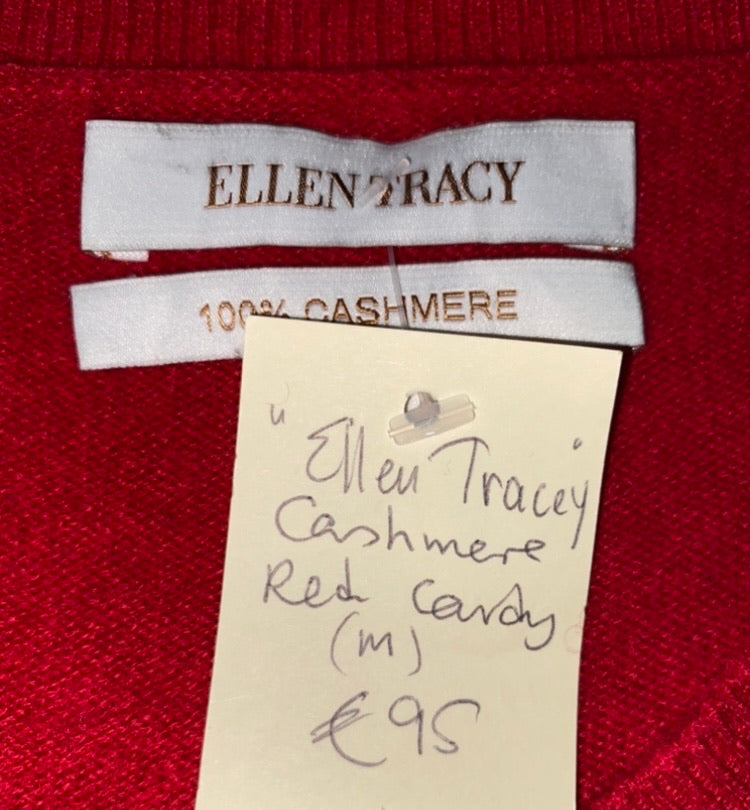 ELLEN TRACY
100% CASHMERE
"Ellen Tracey"
Cashmere
Red Cardy
(M)
€95